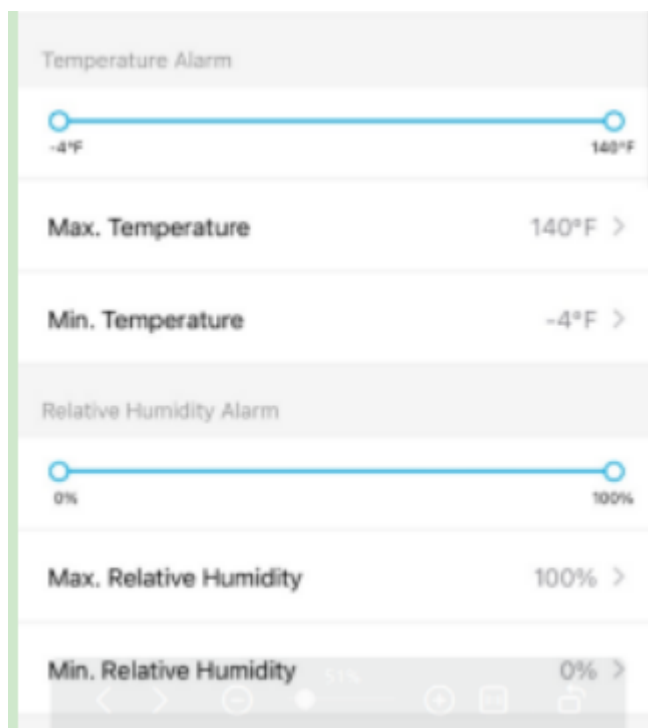 Temperature Alarm
-4°F 140°F
Max. Temperature 140°F >
Min. Temperature -4°F >
Relative Humidity Alarm
0% 100%
Max. Relative Humidity 100% >
Min. Relative Humidity 0% >
51%